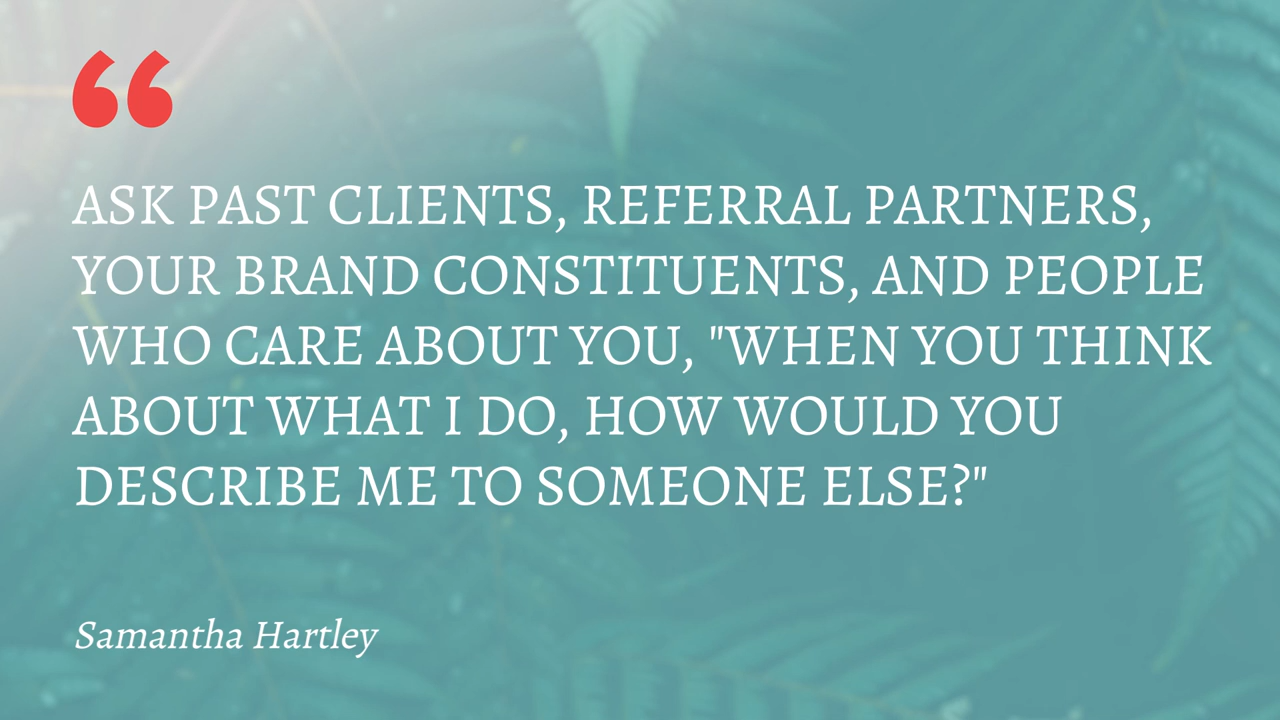 “
ASK PAST CLIENTS, REFERRAL PARTNERS,
YOUR BRAND CONSTITUENTS, AND PEOPLE
WHO CARE ABOUT YOU, "WHEN YOU THINK
ABOUT WHAT I DO, HOW WOULD YOU
DESCRIBE ME TO SOMEONE ELSE?"
Samantha Hartley